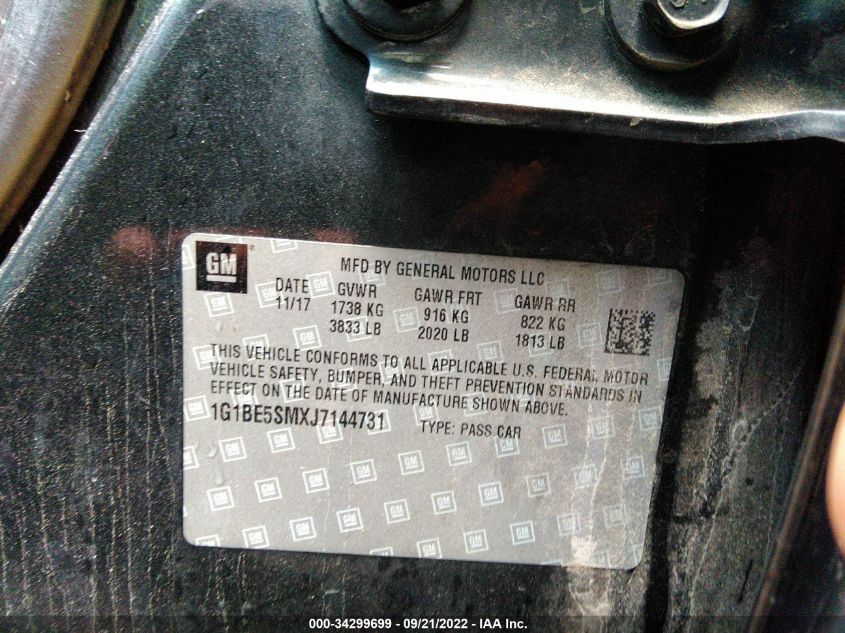 GM
MFD BY GENERAL MOTORS LLC
DATE GVWR GAWR FRT GAWR RR
11/17 1738 KG 916 KG 822 KG
3833 LB 2020 LB 1813 LB
THIS VEHICLE CONFORMS TO ALL APPLICABLE U.S. FEDERAL MOTOR
VEHICLE SAFETY, BUMPER, AND THEFT PREVENTION STANDARDS IN
EFFECT ON THE DATE OF MANUFACTURE SHOWN ABOVE.
1G1BE5SMXJ7144731 TYPE: PASS CAR
000-34299699 - 09/21/2022 - IAA Inc.